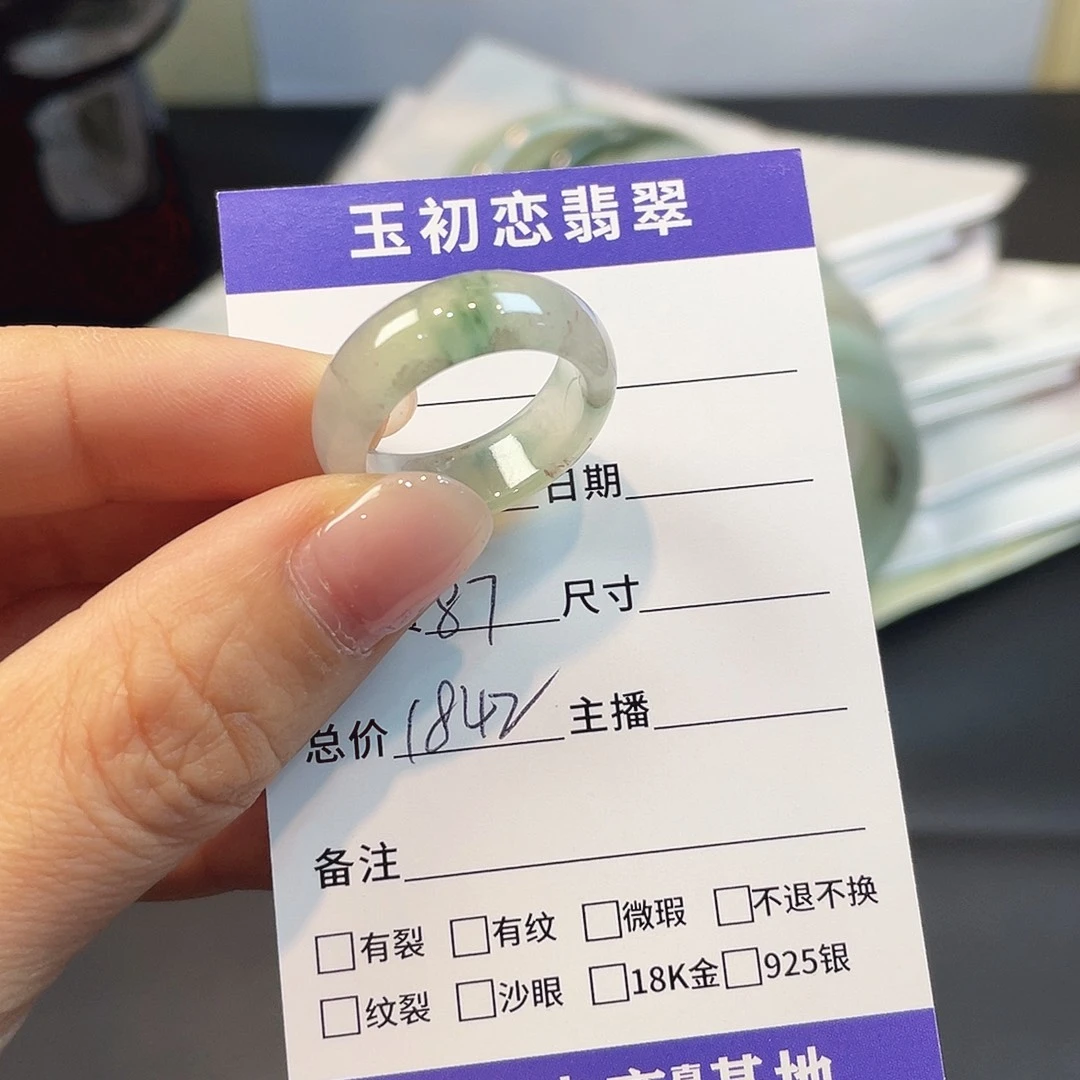 玉初恋翡翠
日期
87 尺寸
总价 1842 主播
备注
□有裂 □有纹 □微瑕 □不退不换
□纹裂 □沙眼 □18K金 □925银
基地